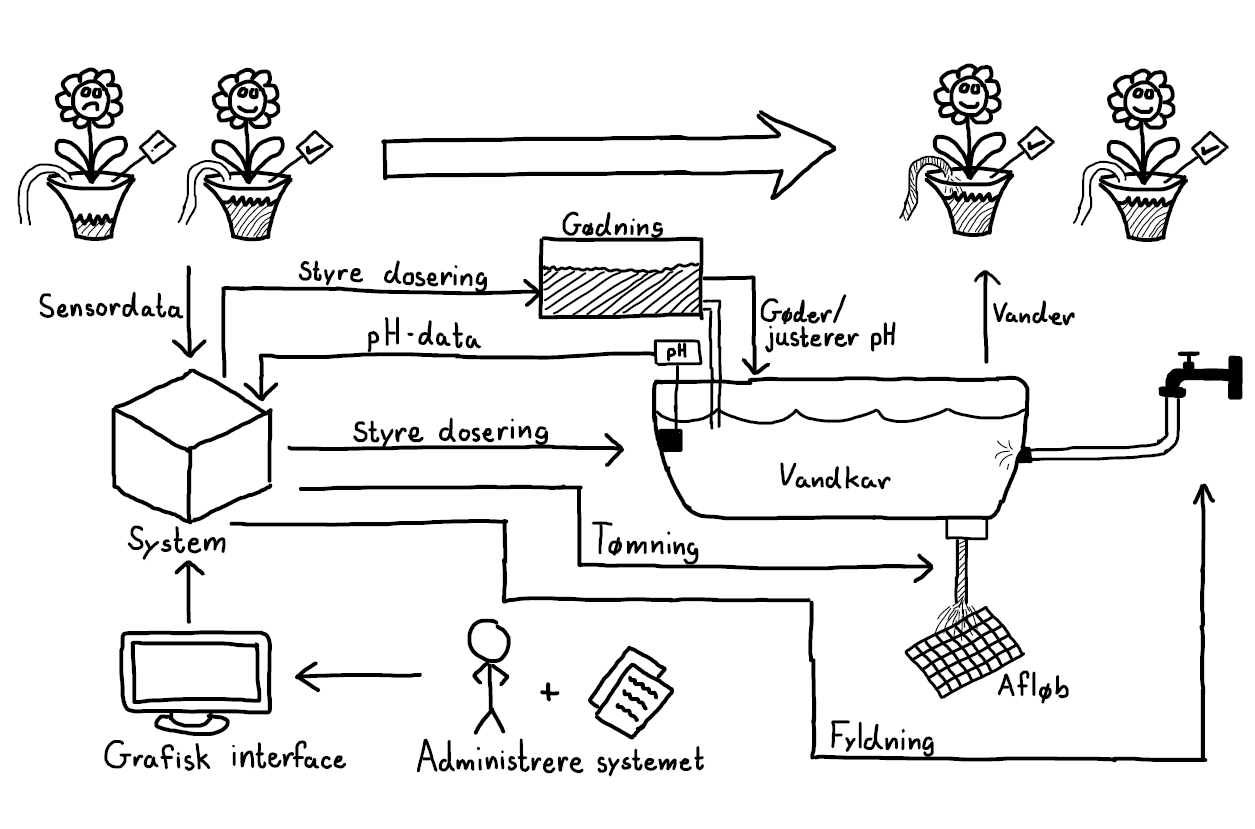 Gødning
Styre dosering
Sensordata
Gøder/
justerer pH
Vander
pH-data
pH
Styre dosering
Vandkar
System
Tømning
Afløb
Fyldning
Grafisk interface
+
Administrere systemet